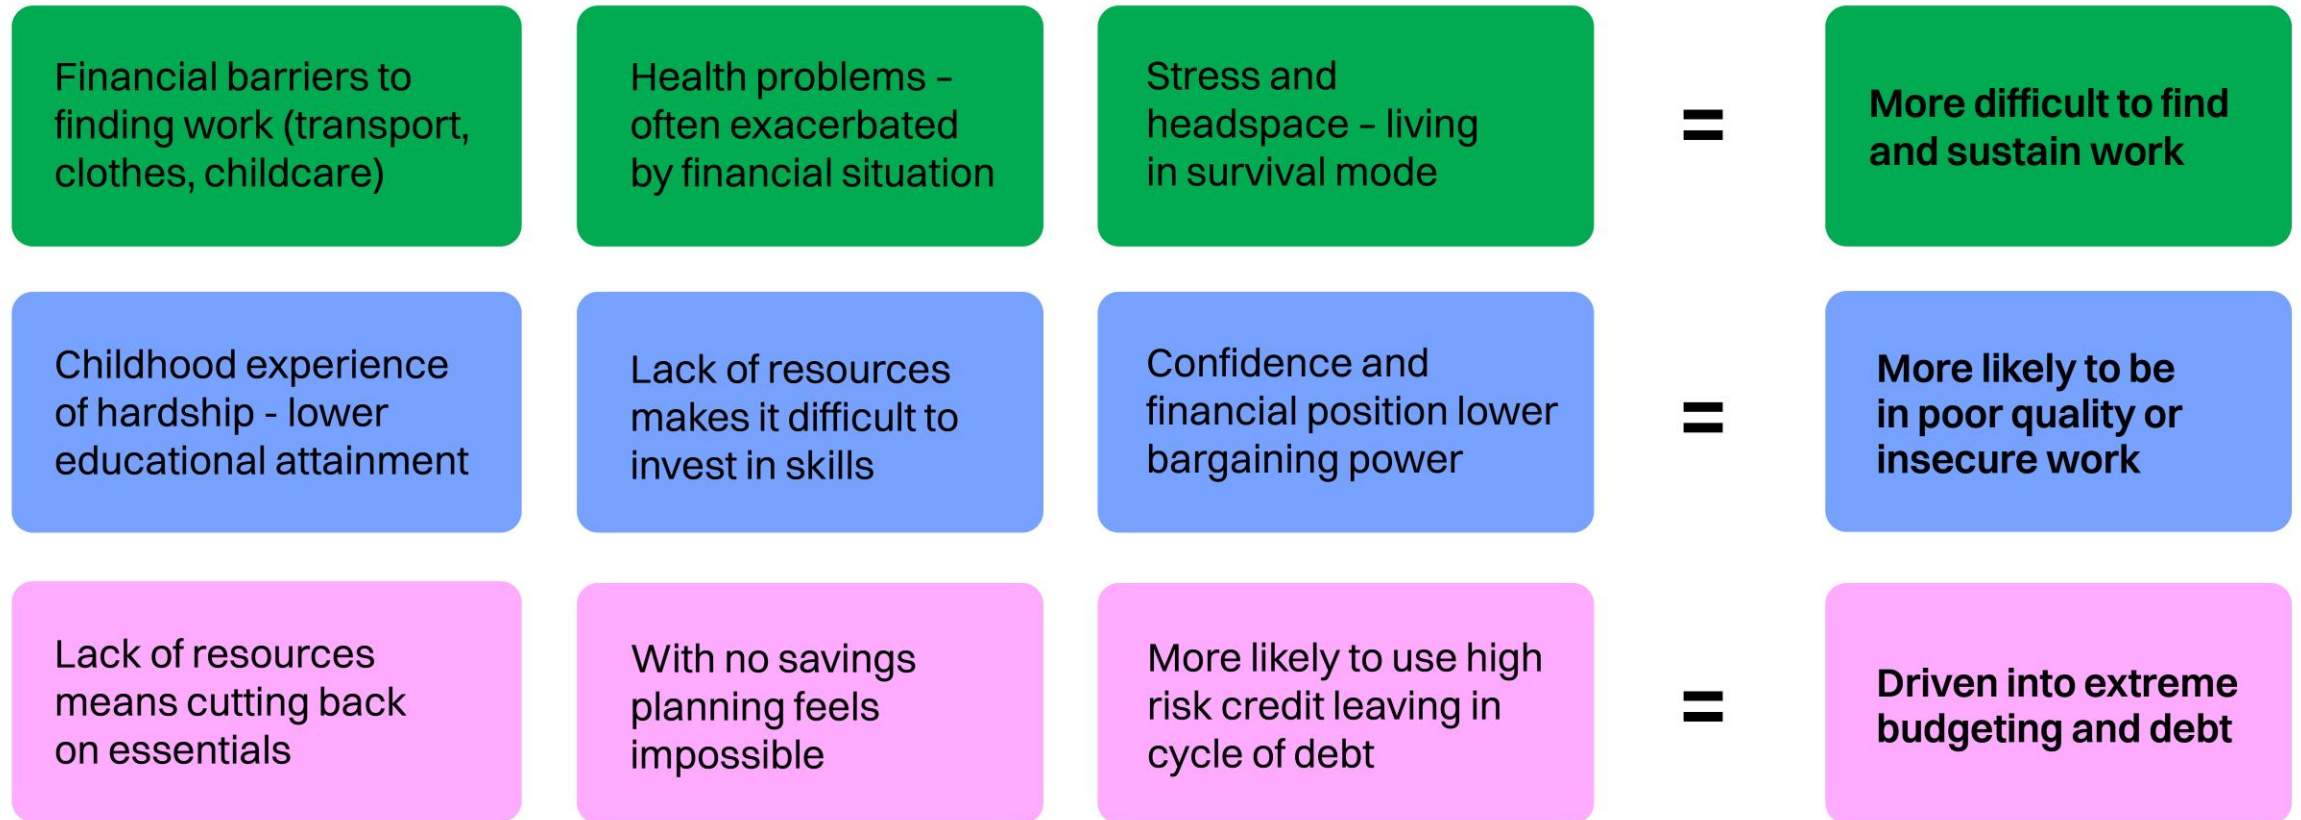 Financial barriers to
finding work (transport,
clothes, childcare)
Health problems –
often exacerbated
by financial situation
Stress and
headspace – living
in survival mode
=
More difficult to find
and sustain work
Childhood experience
of hardship - lower
educational attainment
Lack of resources
makes it difficult to
invest in skills
Confidence and
financial position lower
bargaining power
=
More likely to be
in poor quality or
insecure work
Lack of resources
means cutting back
on essentials
With no savings
planning feels
impossible
More likely to use high
risk credit leaving in
cycle of debt
=
Driven into extreme
budgeting and debt